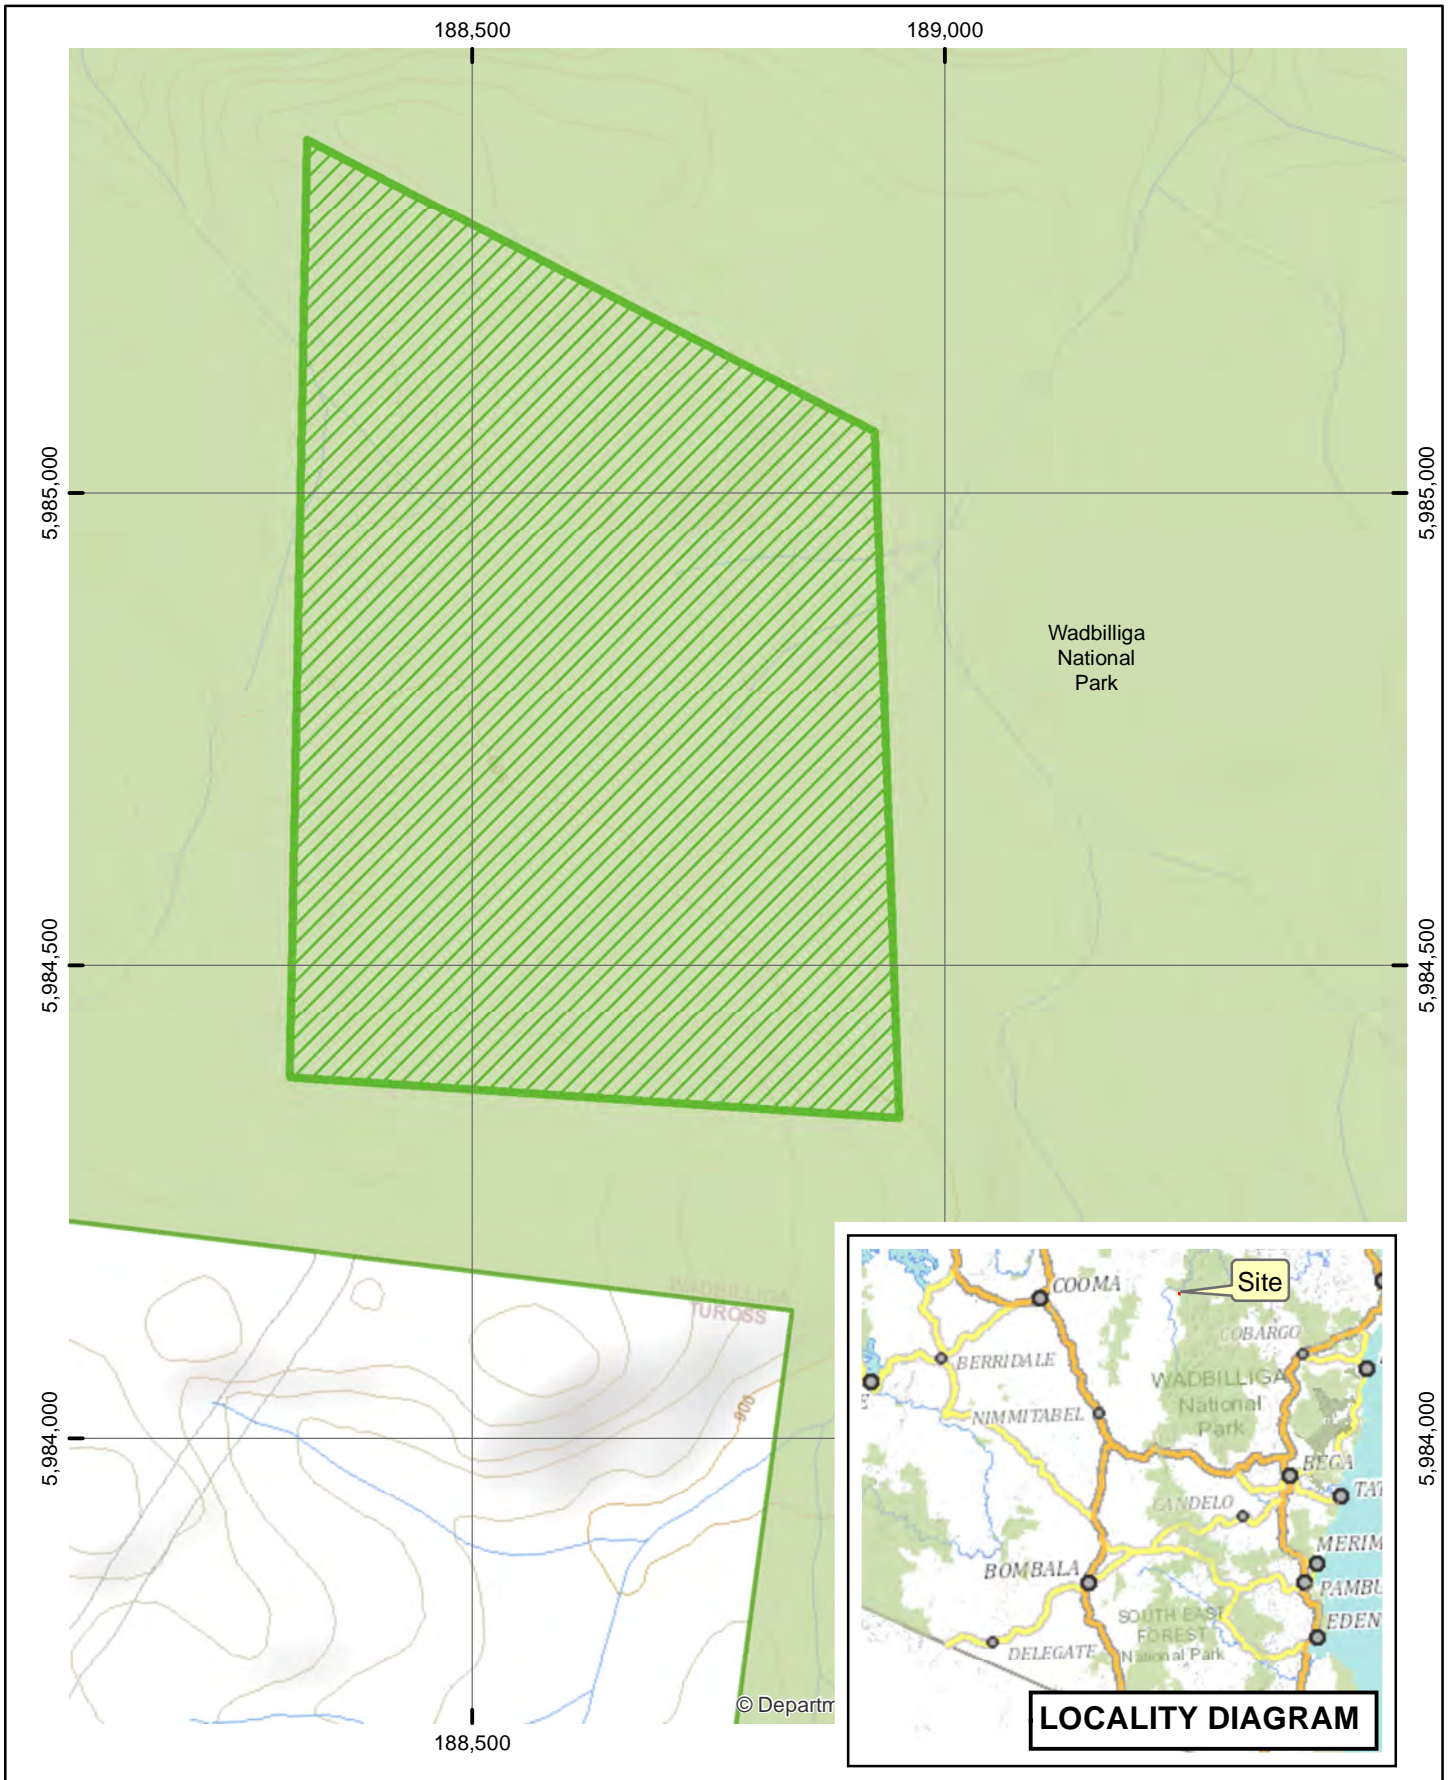 188,500
189,000
5,985,000
5,985,000
Wadbilliga
National
Park
5,984,500
5,984,500
WADBILLIGA
TUROSS
900
5,984,000
5,984,000
© Departm
188,500
Site
COOMA
COBARGO
BERRIDALE
WADBILLIGA
National
Park
NIMMITABEL
BEGA
TAT
CANDELO
MERIM
BOMBALA
PAMBU
SOUTH EAST
FOREST
National Park
EDEN
DELEGATE
LOCALITY DIAGRAM